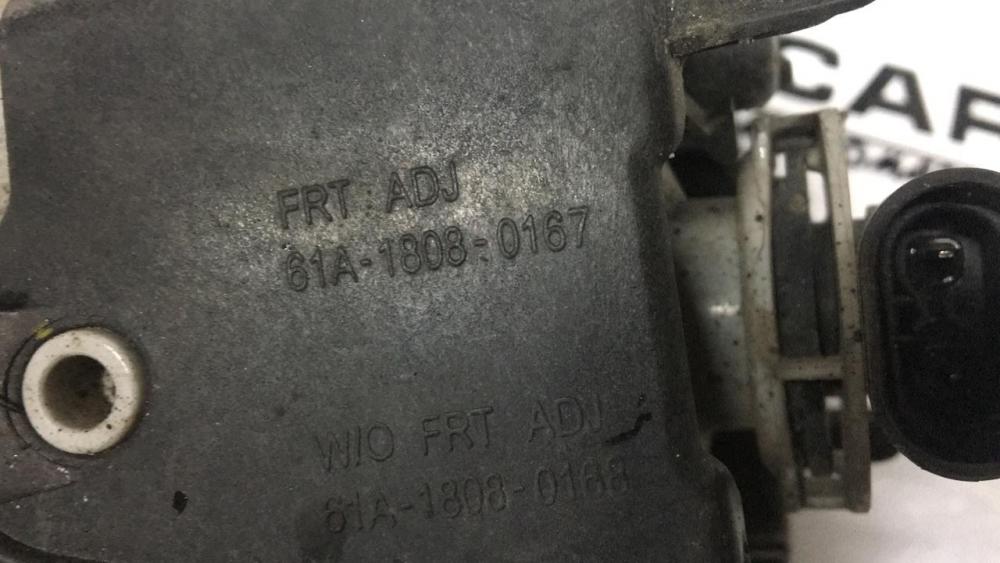 FRT ADJ
61A-1808-0167
W/O FRT ADJ
61A-1808-0168